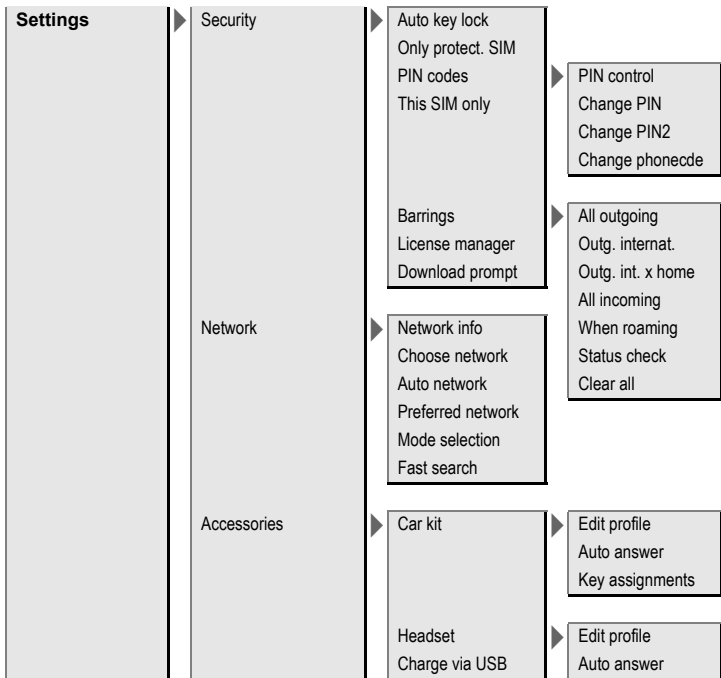 Settings Security Auto key lock
Only protect. SIM
PIN codes PIN control
This SIM only Change PIN
Change PIN2
Change phonecde
Barrings All outgoing
License manager Outg. internat.
Download prompt Outg. int. x home
All incoming
Network Network info When roaming
Choose network Status check
Auto network Clear all
Preferred network
Mode selection
Fast search
Accessories Car kit Edit profile
Auto answer
Key assignments
Headset Edit profile
Charge via USB Auto answer